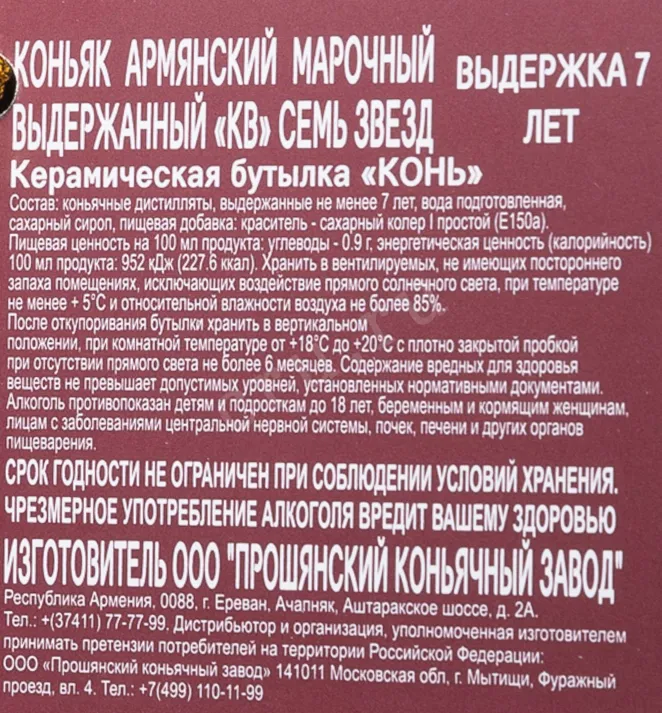 КОНЬЯК АРМЯНСКИЙ МАРОЧНЫЙ
ВЫДЕРЖАННЫЙ «КВ» СЕМЬ ЗВЕЗД
ВЫДЕРЖКА 7
ЛЕТ
Керамическая бутылка «КОНЬ»
Состав: коньячные дистилляты, выдержанные не менее 7 лет, вода подготовленная,
сахарный сироп, пищевая добавка: краситель - сахарный колер I простой (Е150а).
Пищевая ценность на 100 мл продукта: углеводы - 0.9 г, энергетическая ценность (калорийность)
100 мл продукта: 952 кДж (227.6 ккал). Хранить в вентилируемых, не имеющих постороннего
запаха помещениях, исключающих воздействие прямого солнечного света, при температуре
не менее + 5°С и относительной влажности воздуха не более 85%.
После откупоривания бутылки хранить в вертикальном
положении, при комнатной температуре от +18°С до +20°С с плотно закрытой пробкой
при отсутствии прямого света не более 6 месяцев. Содержание вредных для здоровья
веществ не превышает допустимых уровней, установленных нормативными документами.
Алкоголь противопоказан детям и подросткам до 18 лет, беременным и кормящим женщинам,
лицам с заболеваниями центральной нервной системы, почек, печени и других органов
пищеварения.
СРОК ГОДНОСТИ НЕ ОГРАНИЧЕН ПРИ СОБЛЮДЕНИИ УСЛОВИЙ ХРАНЕНИЯ.
ЧРЕЗМЕРНОЕ УПОТРЕБЛЕНИЕ АЛКОГОЛЯ ВРЕДИТ ВАШЕМУ ЗДОРОВЬЮ
ИЗГОТОВИТЕЛЬ ООО "ПРОШЯНСКИЙ КОНЬЯЧНЫЙ ЗАВОД"
Республика Армения, 0088, г. Ереван, Ачапняк, Аштаракское шоссе, д. 2А.
Тел.: +(37411) 77-77-99. Дистрибьютор и организация, уполномоченная изготовителем
принимать претензии потребителей на территории Российской Федерации:
ООО «Прошянский коньячный завод» 141011 Московская обл, г. Мытищи, Фуражный
проезд, вл. 4. Тел.: +7(499) 110-11-99